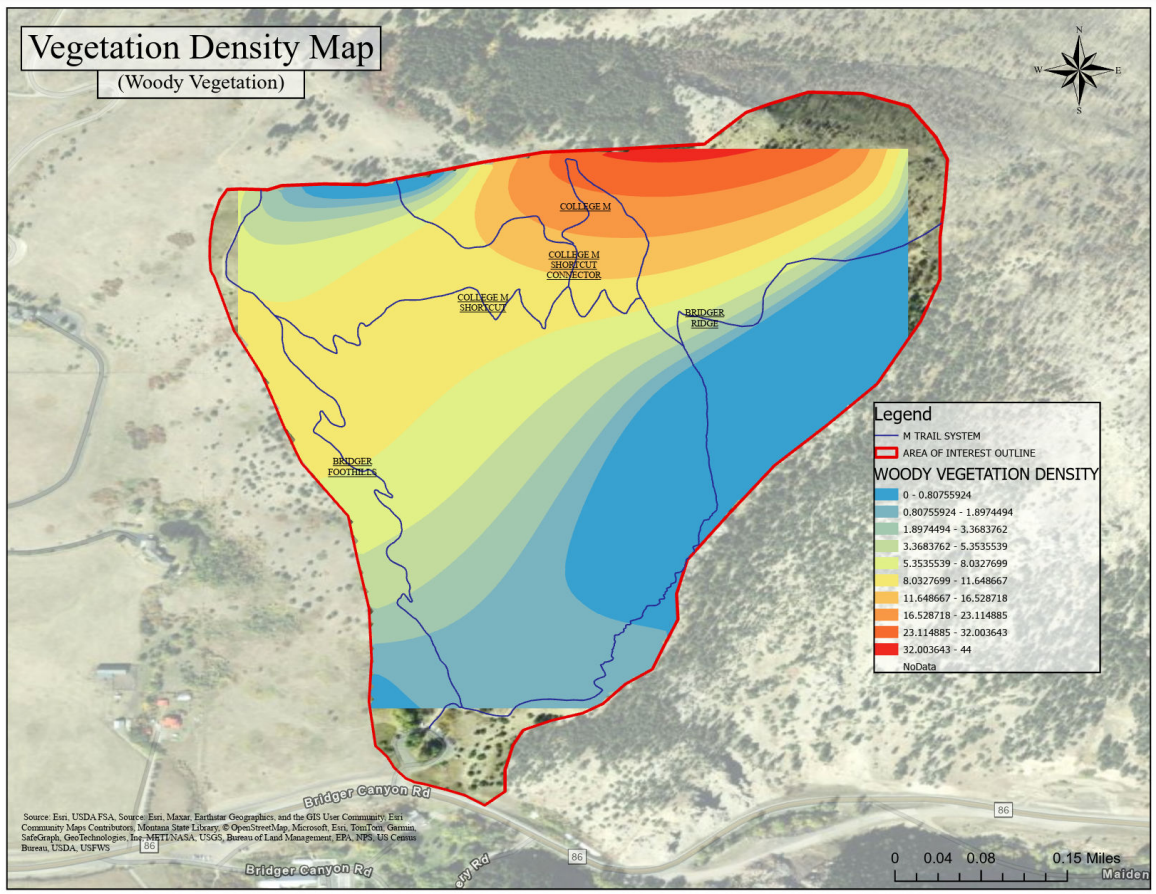 Vegetation Density Map
(Woody Vegetation)
N
W
E
S
COLLEGE M
COLLEGE M
SHORTCUT
CONNECTOR
COLLEGE M
SHORTCUT
BRIDGER
RIDGE
BRIDGER
FOOTHILLS
Legend
M TRAIL SYSTEM
AREA OF INTEREST OUTLINE
WOODY VEGETATION DENSITY
0 - 0.80755924
0.80755924 - 1.8974494
1.8974494 - 3.3683762
3.3683762 - 5.3535539
5.3535539 - 8.0327699
8.0327699 - 11.648667
11.648667 - 16.528718
16.528718 - 23.114885
23.114885 - 32.003643
32.003643 - 44
NoData
Bridger Canyon Rd
86
Source: Esri, USDA FSA, Source: Esri, Maxar, Earthstar Geographics, and the GIS User Community, Esri
Community Maps Contributors, Montana State Library, © OpenStreetMap, Microsoft, Esri, TomTom, Garmin,
SafeGraph, GeoTechnologies, Inc, METI/NASA, USGS, Bureau of Land Management, EPA, NPS, US Census
Bureau, USDA, USFWS
86
86
Bridger Canyon Rd
ery Rd
0 0.04 0.08 0.15 Miles
Maiden